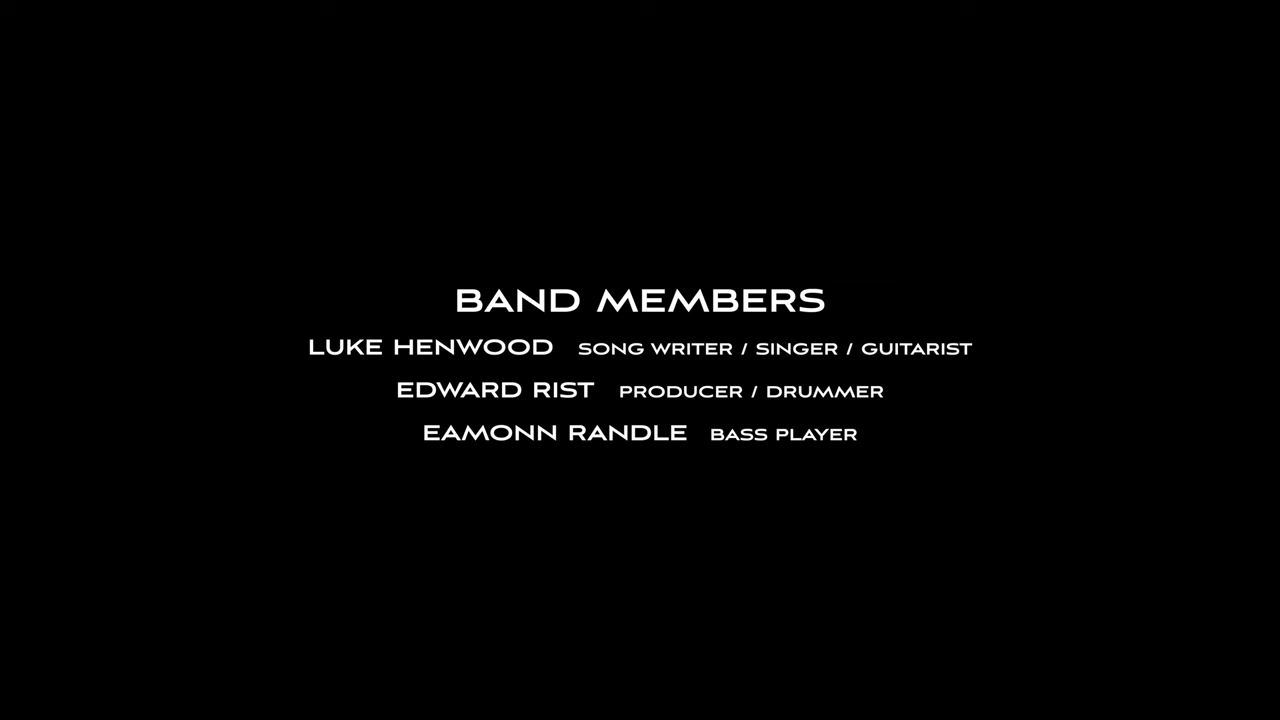 BAND MEMBERS
LUKE HENWOOD SONG WRITER / SINGER / GUITARIST
EDWARD RIST PRODUCER / DRUMMER
EAMONN RANDLE BASS PLAYER